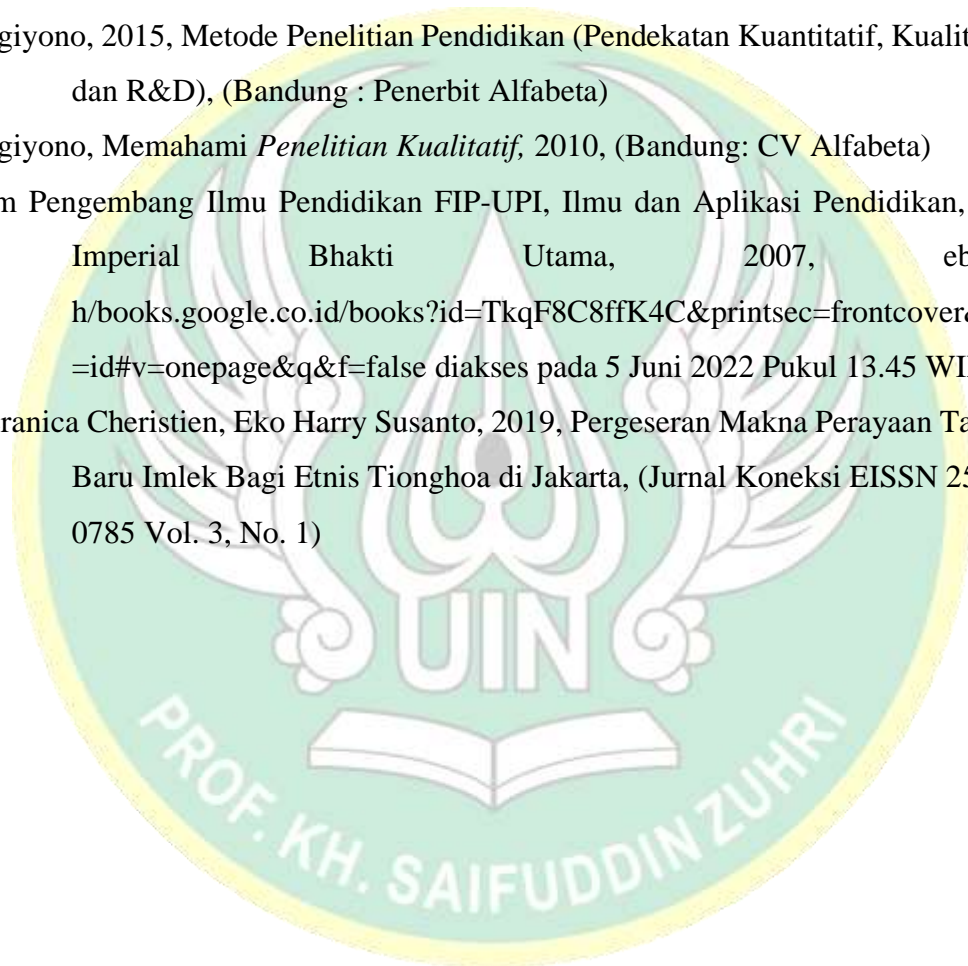 giyono, 2015, Metode Penelitian Pendidikan (Pendekatan Kuantitatif, Kualit
dan R&D), (Bandung : Penerbit Alfabeta)
giyono, Memahami Penelitian Kualitatif, 2010, (Bandung: CV Alfabeta)
m Pengembang Ilmu Pendidikan FIP-UPI, Ilmu dan Aplikasi Pendidikan,
Imperial Bhakti Utama, 2007, eb
h/books.google.co.id/books?id=TkqF8C8ffK4C&printsec=frontcover&
=id#v=onepage&q&f=false diakses pada 5 Juni 2022 Pukul 13.45 WI
ranica Cheristien, Eko Harry Susanto, 2019, Pergeseran Makna Perayaan Ta
Baru Imlek Bagi Etnis Tionghoa di Jakarta, (Jurnal Koneksi EISSN 25
0785 Vol. 3, No. 1)
UIN
PROF. KH. SAIFUDDIN ZUHRI